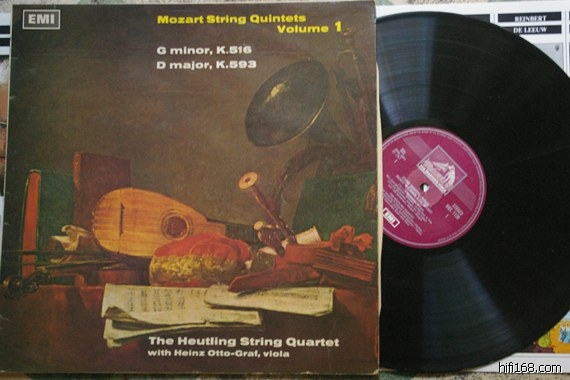 EMI
Mozart String Quintets
Volume 1
G minor, K.516
D major, K.593
The Heutling String Quartet
with Heinz Otto-Graf, viola
REINBERT
DE LEEUW
EMI
hifi168.com